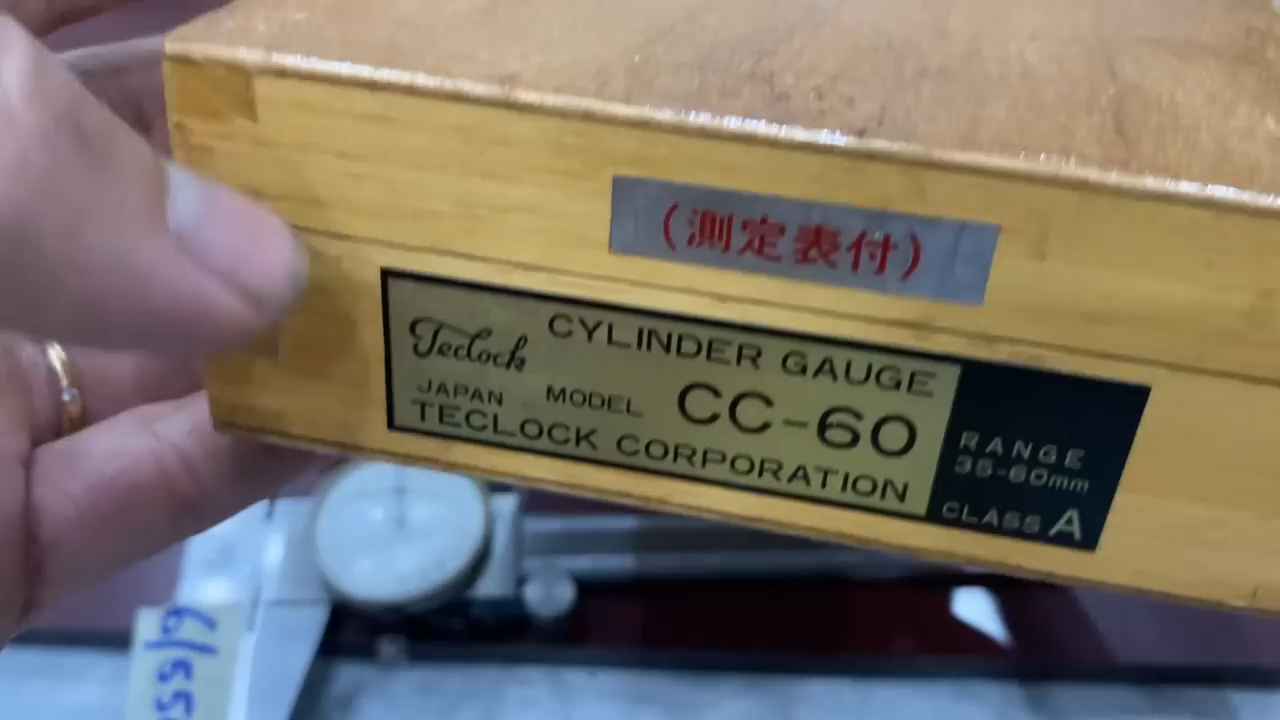 (測定表付)
Teclock CYLINDER GAUGE
JAPAN MODEL CC-60
TECLOCK CORPORATION
RANGE
35-60mm
CLASS A